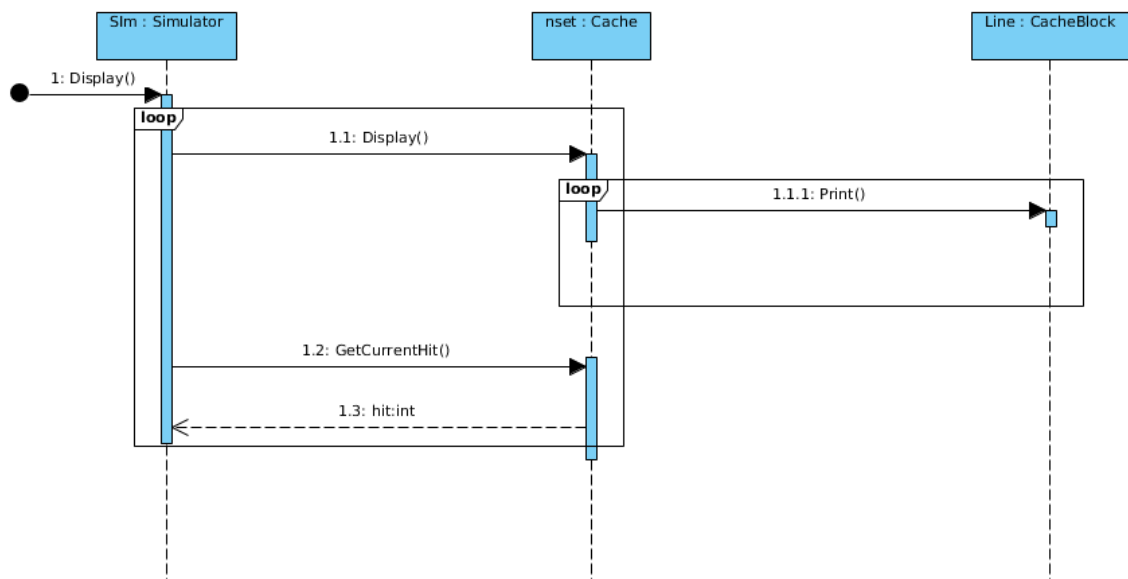 SIm : Simulator
nset : Cache
Line : CacheBlock
1: Display()
loop
1.1: Display()
loop
1.1.1: Print()
1.2: GetCurrentHit()
1.3: hit:int